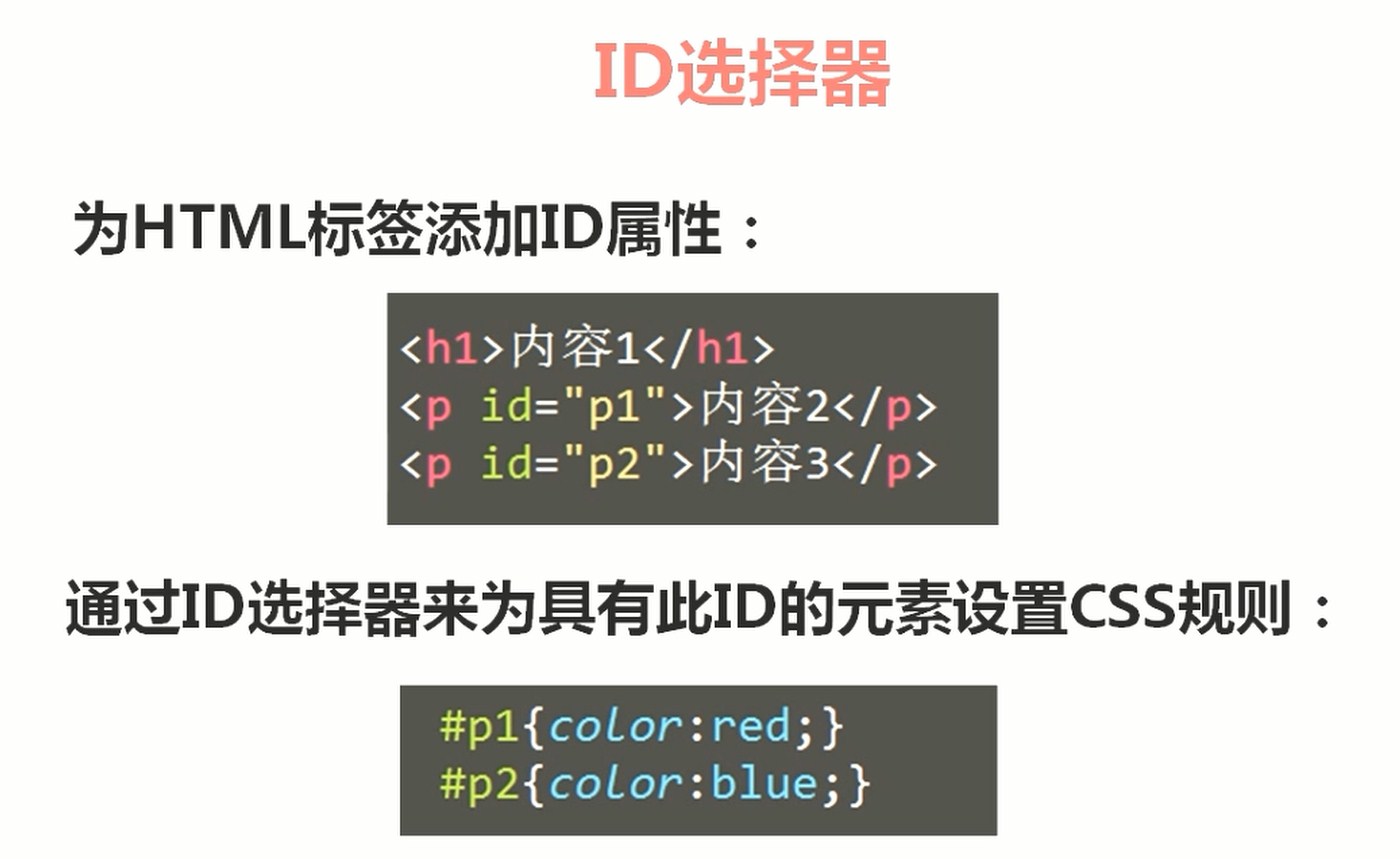 ID选择器
为HTML标签添加ID属性：
<h1>内容1</h1>
<p id="p1">内容2</p>
<p id="p2">内容3</p>
通过ID选择器来为具有此ID的元素设置CSS规则：
#p1{color:red;}
#p2{color:blue;}